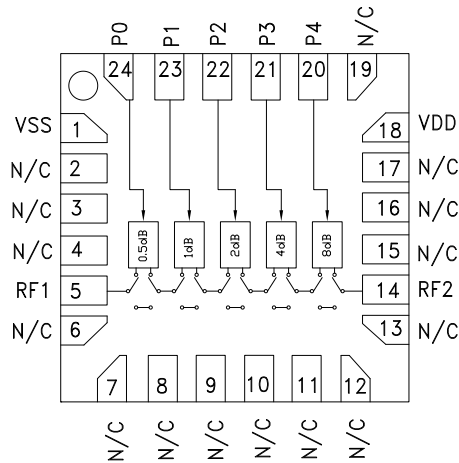 P0 P1 P2 P3 P4 N/C
24 23 22 21 20 19
VSS 1 18 VDD
N/C 2 17 N/C
N/C 3 16 N/C
0.5dB 1dB 2dB 4dB 8dB
N/C 4 15 N/C
RF1 5 14 RF2
N/C 6 13 N/C
7 8 9 10 11 12
N/C N/C N/C N/C N/C N/C